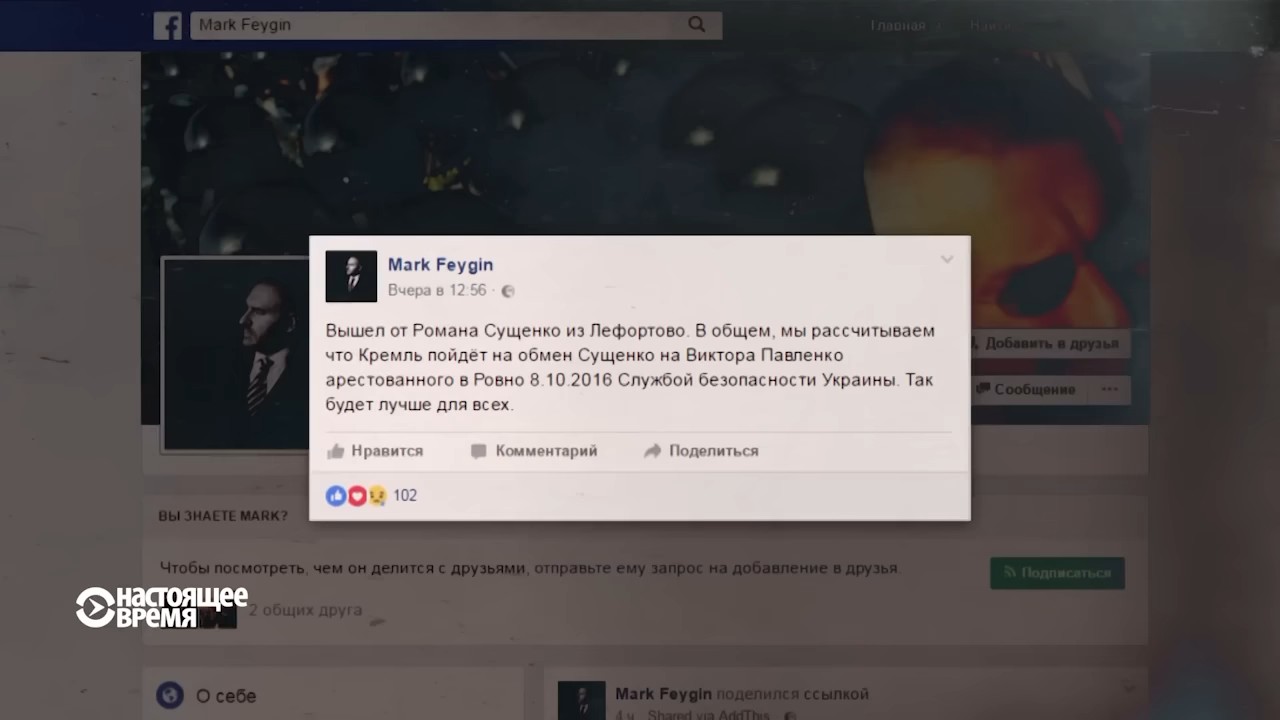 Mark Feygin
Главная
Mark Feygin
Вчера в 12:56
Вышел от Романа Сущенко из Лефортово. В общем, мы рассчитываем
что Кремль пойдёт на обмен Сущенко на Виктора Павленко
арестованного в Ровно 8.10.2016 Службой безопасности Украины. Так
будет лучше для всех.
Нравится Комментарий Поделиться
102
Добавить в друзья
Сообщение
ВЫ ЗНАЕТЕ MARK?
Чтобы посмотреть, чем он делится с друзьями, отправьте ему запрос на добавление в друзья.
Подписаться
2 общих друга
НАСТОЯЩЕЕ
ВРЕМЯ
О себе
Mark Feygin поделился ссылкой
4 ч Shared via AddThis